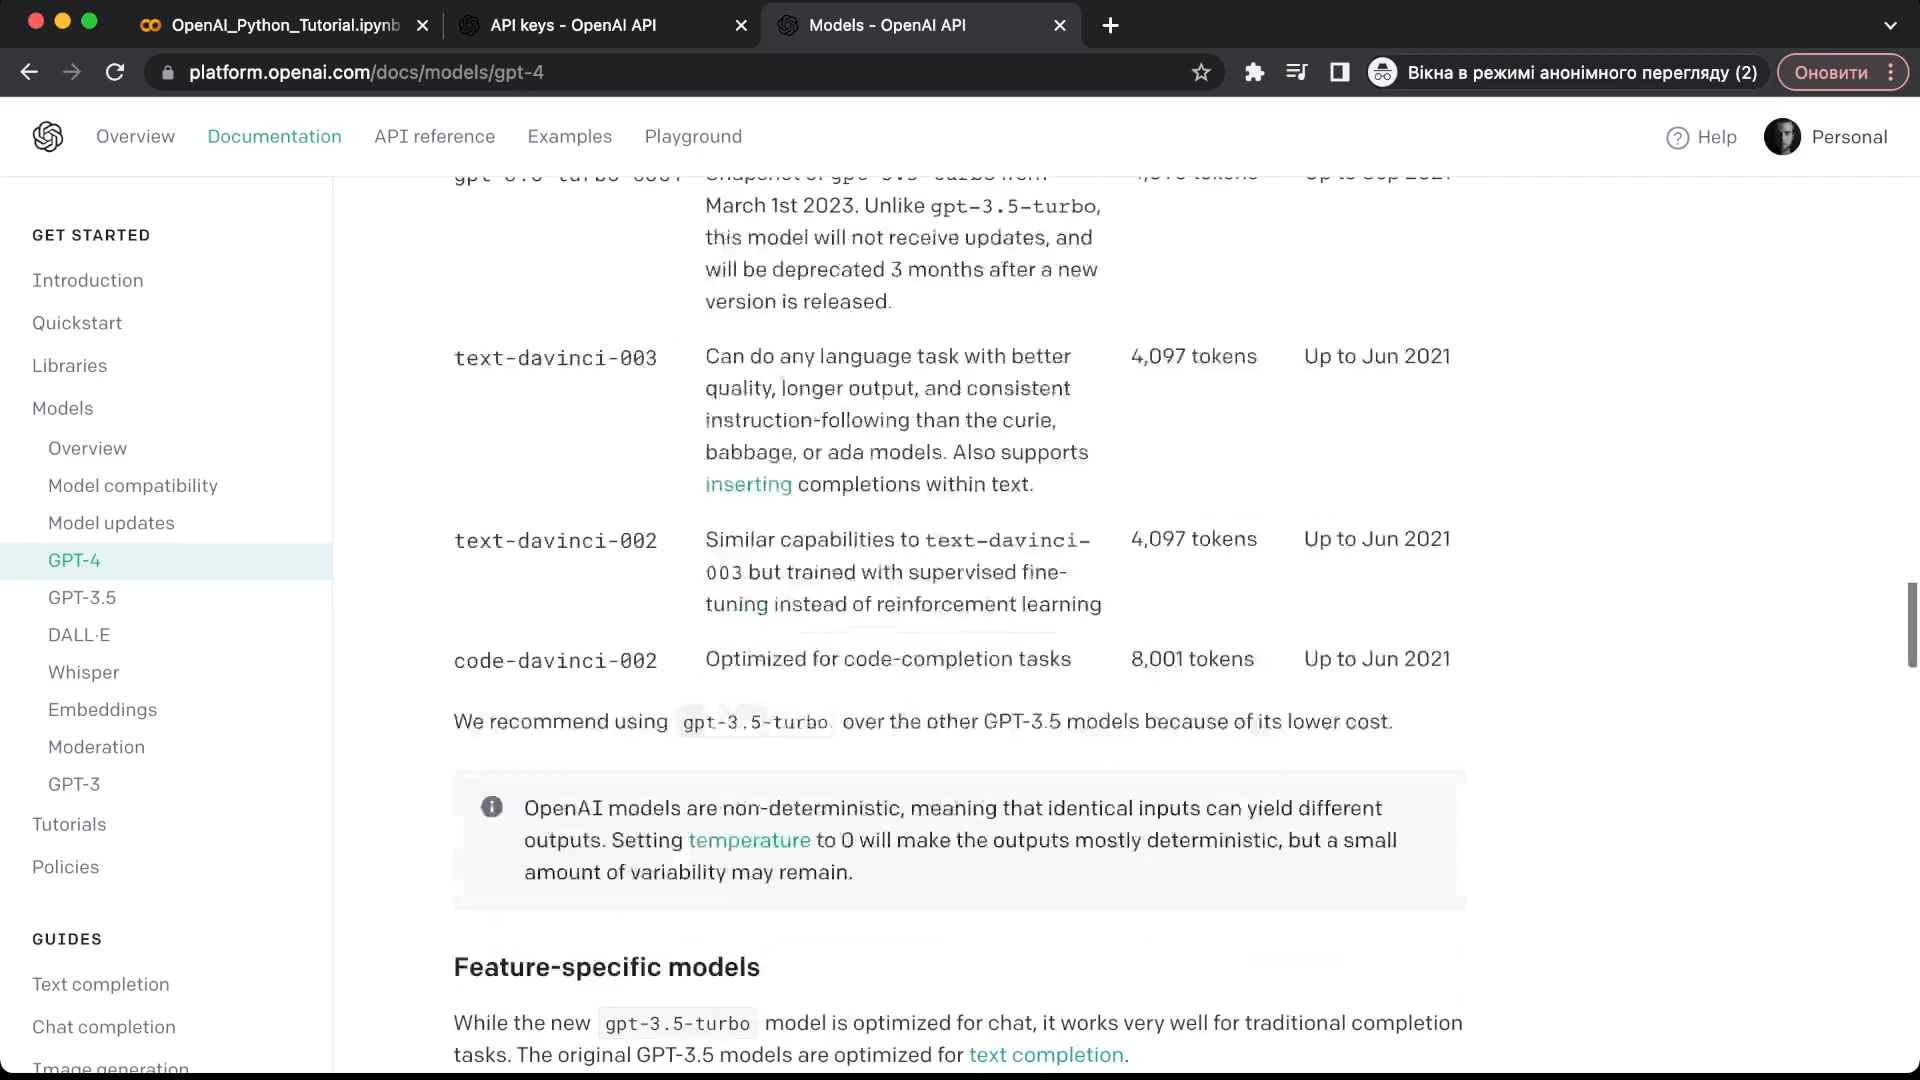 OpenAI_Python_Tutorial.ipynb
API keys - OpenAI API
Models - OpenAI API
platform.openai.com/docs/models/gpt-4
Вікна в режимі анонімного перегляду (2)
Оновити
Overview
Documentation
API reference
Examples
Playground
Help
Personal
GET STARTED
Introduction
Quickstart
Libraries
Models
Overview
Model compatibility
Model updates
GPT-4
GPT-3.5
DALL·E
Whisper
Embeddings
Moderation
GPT-3
Tutorials
Policies
GUIDES
Text completion
Chat completion
Image generation
March 1st 2023. Unlike gpt-3.5-turbo,
this model will not receive updates, and
will be deprecated 3 months after a new
version is released.
text-davinci-003
Can do any language task with better
quality, longer output, and consistent
instruction-following than the curie,
babbage, or ada models. Also supports
inserting completions within text.
4,097 tokens
Up to Jun 2021
text-davinci-002
Similar capabilities to text-davinci-
003 but trained with supervised fine-
tuning instead of reinforcement learning
4,097 tokens
Up to Jun 2021
code-davinci-002
Optimized for code-completion tasks
8,001 tokens
Up to Jun 2021
We recommend using gpt-3.5-turbo over the other GPT-3.5 models because of its lower cost.
OpenAI models are non-deterministic, meaning that identical inputs can yield different
outputs. Setting temperature to 0 will make the outputs mostly deterministic, but a small
amount of variability may remain.
Feature-specific models
While the new gpt-3.5-turbo model is optimized for chat, it works very well for traditional completion
tasks. The original GPT-3.5 models are optimized for text completion.